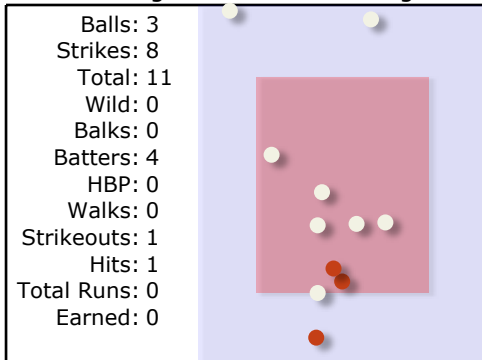 Balls: 3
Strikes: 8
Total: 11
Wild: 0
Balks: 0
Batters: 4
HBP: 0
Walks: 0
Strikeouts: 1
Hits: 1
Total Runs: 0
Earned: 0